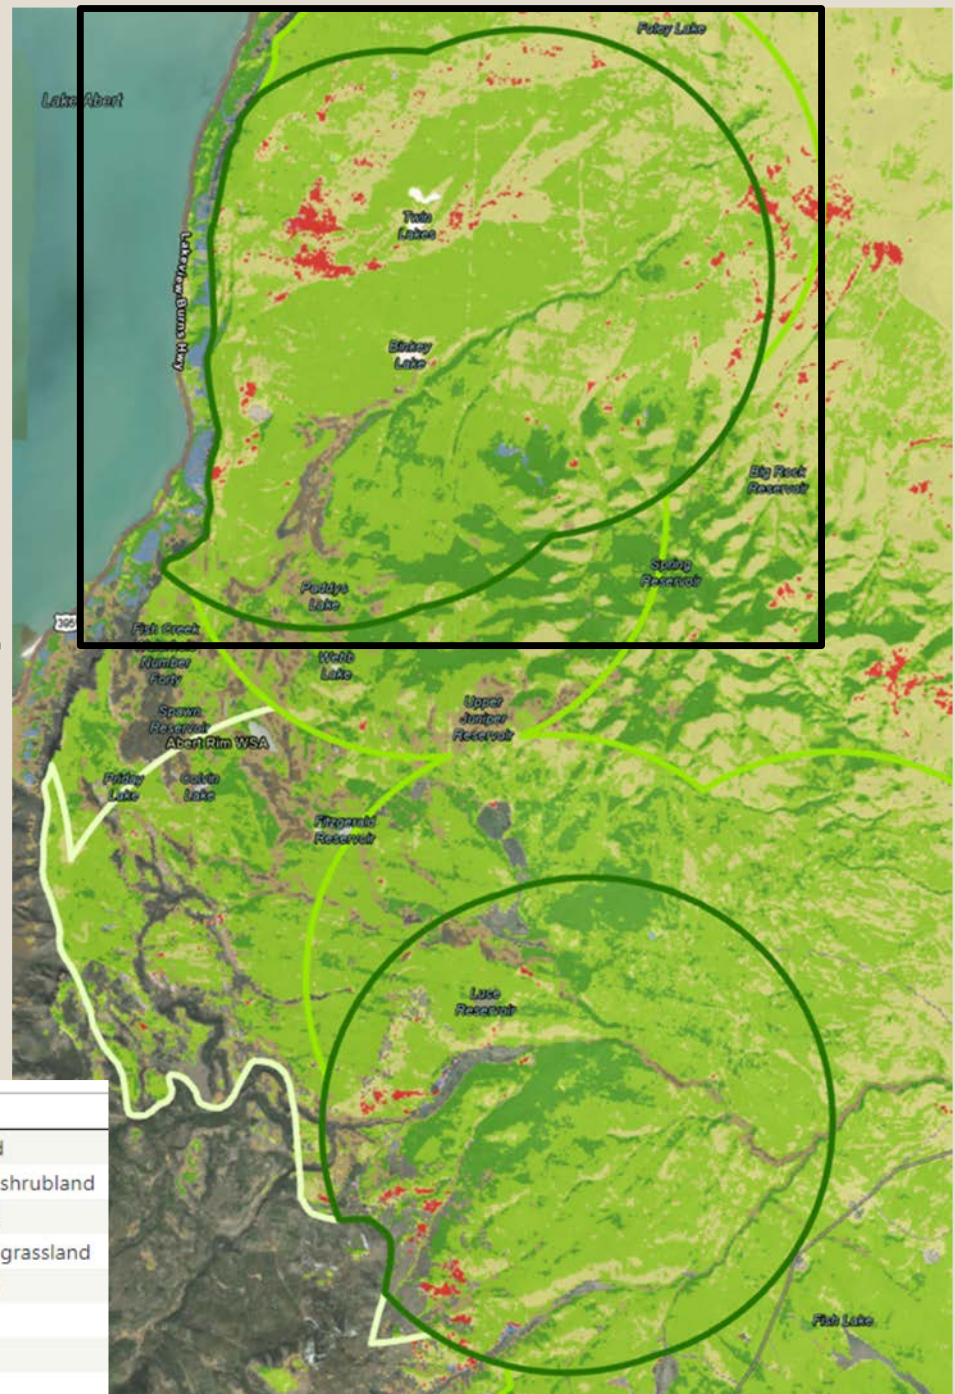 Foley Lake
Lake Abert
Twin
Lakes
Lakeview Burns Hwy
Binkey
Lake
Big Rock
Reservoir
Spring
Reservoir
Paddys
Lake
395
Fish Creek
Number
Forty
Webb
Lake
Spawn
Reservoir
Upper
Juniper
Reservoir
Abert Rim WSA
Priday
Lake
Colvin
Lake
Fitzgerald
Reservoir
Luce
Reservoir
shrubland
grassland
Fish Lake